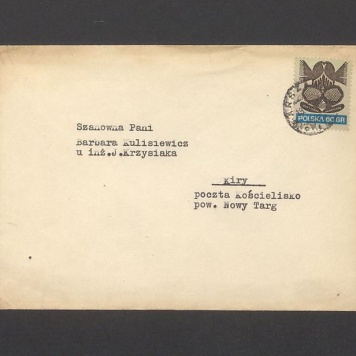 POLSKA 60 GR
Szanowna Pani
Barbara Kulisiewicz
u inż.J.Krzysiaka
Kiry
poczta Kościelisko
pow. Nowy Targ